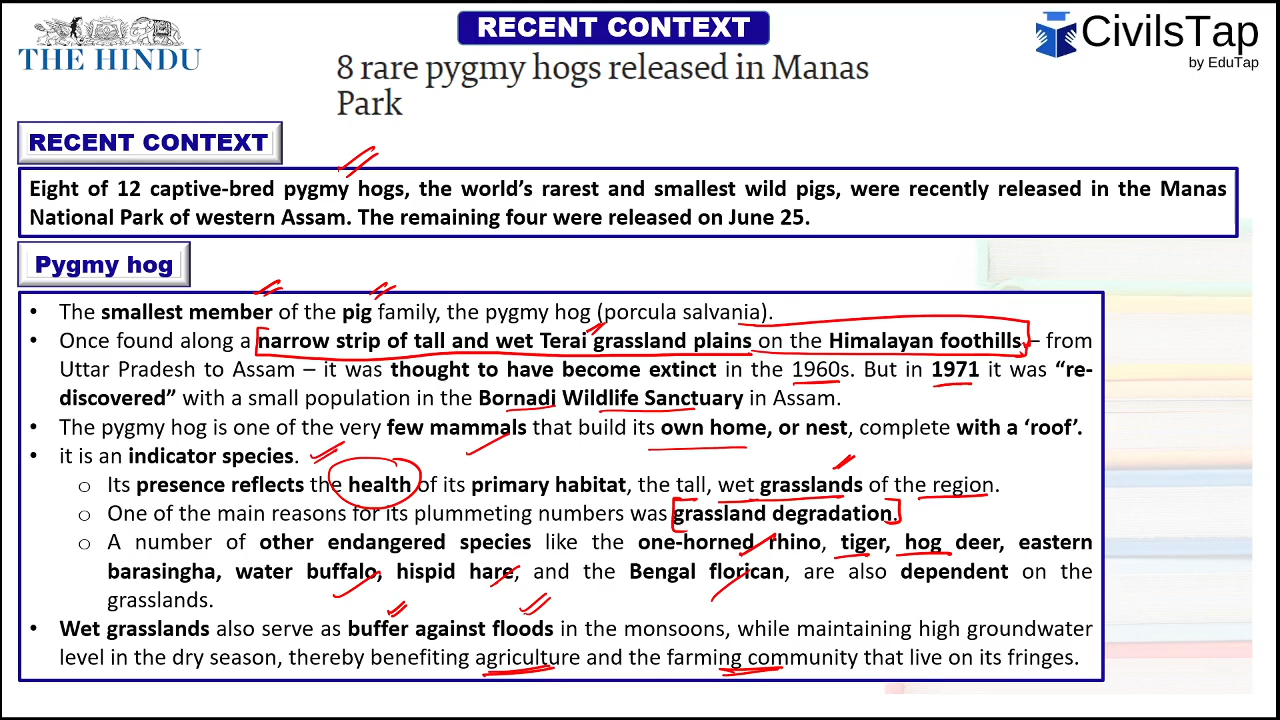 RECENT CONTEXT
THE HINDU
CivilsTap
by EduTap
8 rare pygmy hogs released in Manas
Park
RECENT CONTEXT
Eight of 12 captive-bred pygmy hogs, the world's rarest and smallest wild pigs, were recently released in the Manas
National Park of western Assam. The remaining four were released on June 25.
Pygmy hog
• The smallest member of the pig family, the pygmy hog (porcula salvania).
• Once found along a narrow strip of tall and wet Terai grassland plains on the Himalayan foothills – from
Uttar Pradesh to Assam – it was thought to have become extinct in the 1960s. But in 1971 it was “re-
discovered” with a small population in the Bornadi Wildlife Sanctuary in Assam.
• The pygmy hog is one of the very few mammals that build its own home, or nest, complete with a ‘roof’.
• it is an indicator species.
o Its presence reflects the health of its primary habitat, the tall, wet grasslands of the region.
o One of the main reasons for its plummeting numbers was grassland degradation.
o A number of other endangered species like the one-horned rhino, tiger, hog deer, eastern
barasingha, water buffalo, hispid hare, and the Bengal florican, are also dependent on the
grasslands.
• Wet grasslands also serve as buffer against floods in the monsoons, while maintaining high groundwater
level in the dry season, thereby benefiting agriculture and the farming community that live on its fringes.